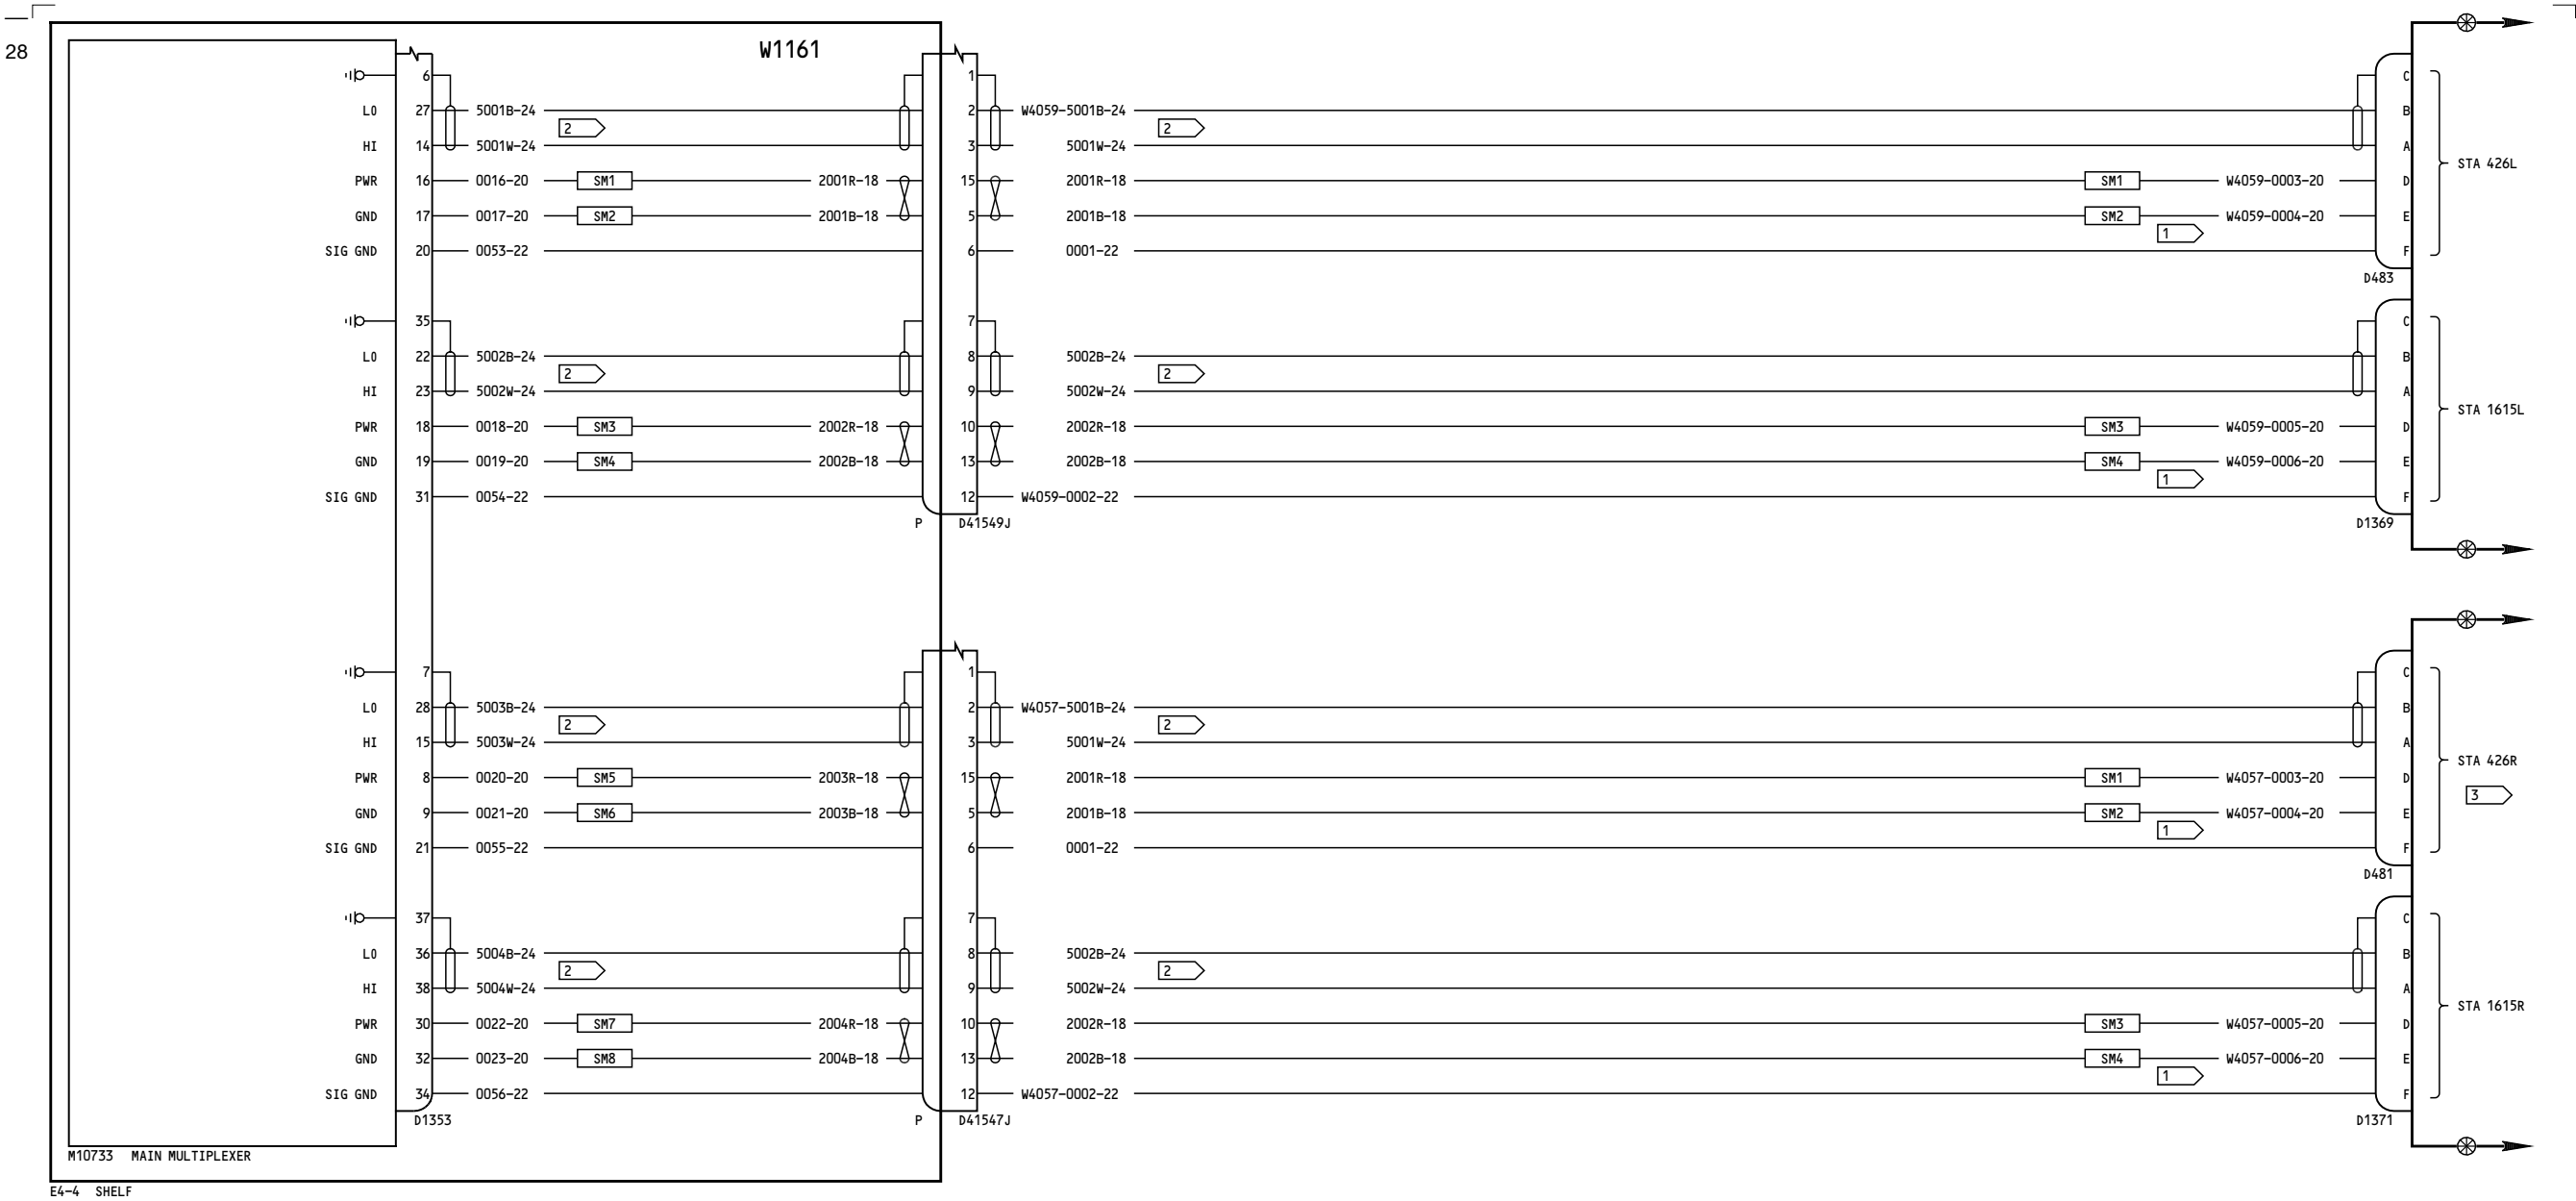 28
W1161
6 1 C
LO 27 5001B-24 2 W4059-5001B-24 B
2 2
HI 14 5001W-24 3 5001W-24 A
STA 426L
PWR 16 0016-20 SM1 2001R-18 15 2001R-18 SM1 W4059-0003-20 D
GND 17 0017-20 SM2 2001B-18 5 2001B-18 SM2 W4059-0004-20 E
1
SIG GND 20 0053-22 6 0001-22 F
D483
35 7 C
LO 22 5002B-24 8 5002B-24 B
2 2
HI 23 5002W-24 9 5002W-24 A
STA 1615L
PWR 18 0018-20 SM3 2002R-18 10 2002R-18 SM3 W4059-0005-20 D
GND 19 0019-20 SM4 2002B-18 13 2002B-18 SM4 W4059-0006-20 E
1
SIG GND 31 0054-22 12 W4059-0002-22 F
P D41549J D1369
7 1 C
LO 28 5003B-24 2 W4057-5001B-24 B
2 2
HI 15 5003W-24 3 5001W-24 A
STA 426R
PWR 8 0020-20 SM5 2003R-18 15 2001R-18 SM1 W4057-0003-20 D
3
GND 9 0021-20 SM6 2003B-18 5 2001B-18 SM2 W4057-0004-20 E
1
SIG GND 21 0055-22 6 0001-22 F
D481
37 7 C
LO 36 5004B-24 8 5002B-24 B
2 2
HI 38 5004W-24 9 5002W-24 A
STA 1615R
PWR 30 0022-20 SM7 2004R-18 10 2002R-18 SM3 W4057-0005-20 D
GND 32 0023-20 SM8 2004B-18 13 2002B-18 SM4 W4057-0006-20 E
1
SIG GND 34 0056-22 12 W4057-0002-22 F
D1353 P D41547J D1371
M10733 MAIN MULTIPLEXER
E4-4 SHELF